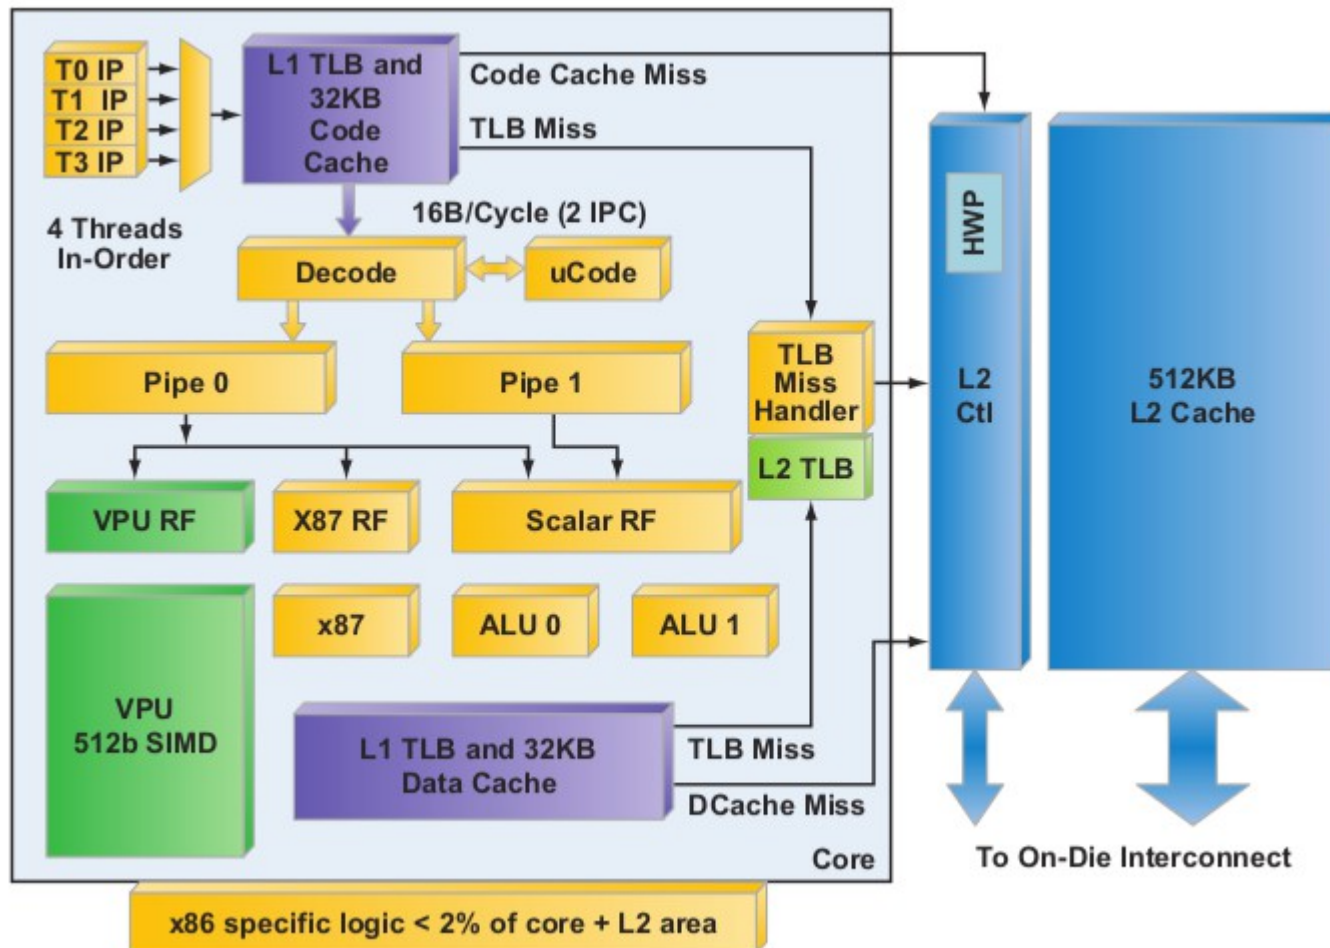 T0 IP
T1 IP
T2 IP
T3 IP
L1 TLB and
32KB
Code
Cache
Code Cache Miss
TLB Miss
4 Threads
In-Order
16B/Cycle (2 IPC)
Decode
uCode
Pipe 0
Pipe 1
TLB
Miss
Handler
L2 TLB
HWP
L2
Ctl
512KB
L2 Cache
VPU RF
X87 RF
Scalar RF
x87
ALU 0
ALU 1
VPU
512b SIMD
L1 TLB and 32KB
Data Cache
TLB Miss
DCache Miss
Core
To On-Die Interconnect
x86 specific logic < 2% of core + L2 area